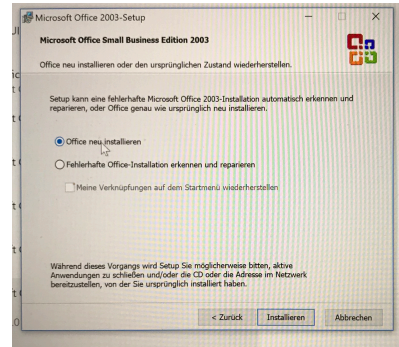 Microsoft Office 2003-Setup
Microsoft Office Small Business Edition 2003
Office neu installieren oder den ursprünglichen Zustand wiederherstellen.
Setup kann eine fehlerhafte Microsoft Office 2003-Installation automatisch erkennen und
reparieren, oder Office genau wie ursprünglich neu installieren.
Office neu installieren
Fehlerhafte Office-Installation erkennen und reparieren
Meine Verknüpfungen auf dem Startmenü wiederherstellen
Während dieses Vorgangs wird Setup Sie möglicherweise bitten, aktive
Anwendungen zu schließen und/oder die CD oder die Adresse im Netzwerk
bereitzustellen, von der Sie ursprünglich installiert haben.
< Zurück Installieren Abbrechen